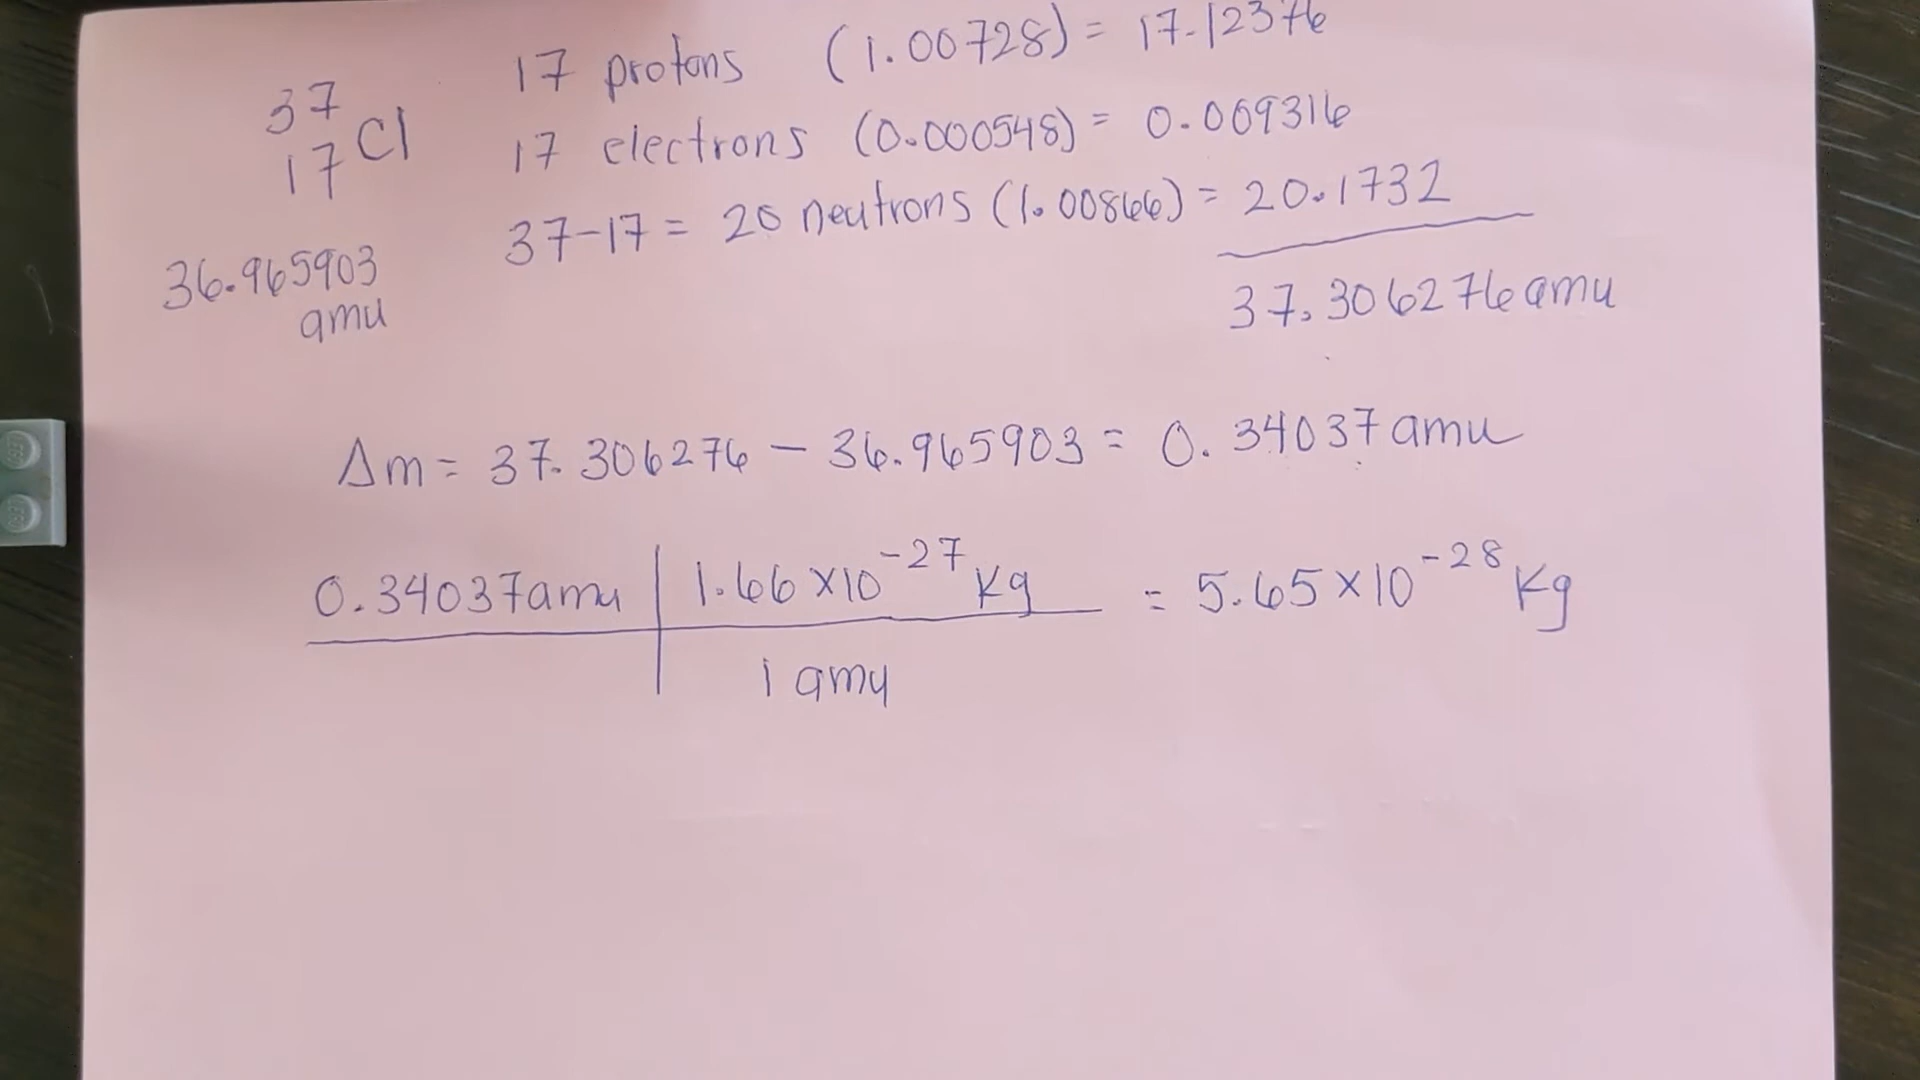 37
17 Cl
36.965903
amu
17 protons (1.00728) = 17.12376
17 electrons (0.000548) = 0.009316
37-17 = 20 neutrons (1.00866) = 20.1732
37.306276 amu
Δm = 37.306276 - 36.965903 = 0.34037 amu
0.34037 amu | 1.66 x 10^-27 Kg = 5.65 x 10^-28 Kg
1 amu